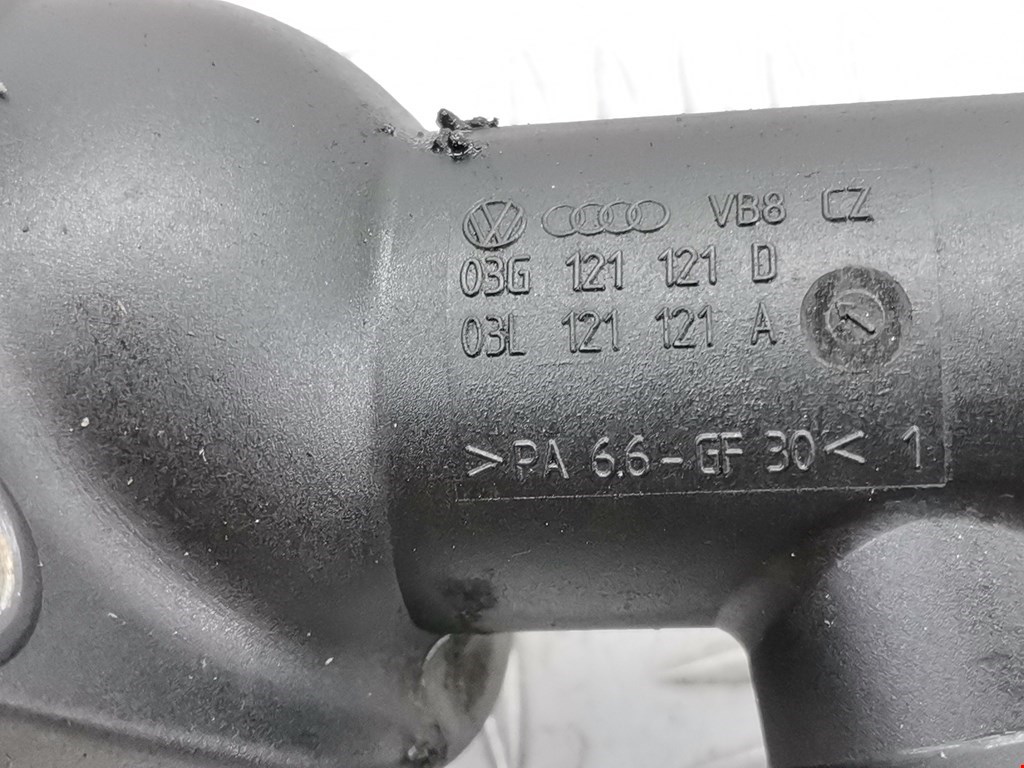 VB8 CZ
03G 121 121 D
03L 121 121 A
>PA 6.6-GF 30< 1